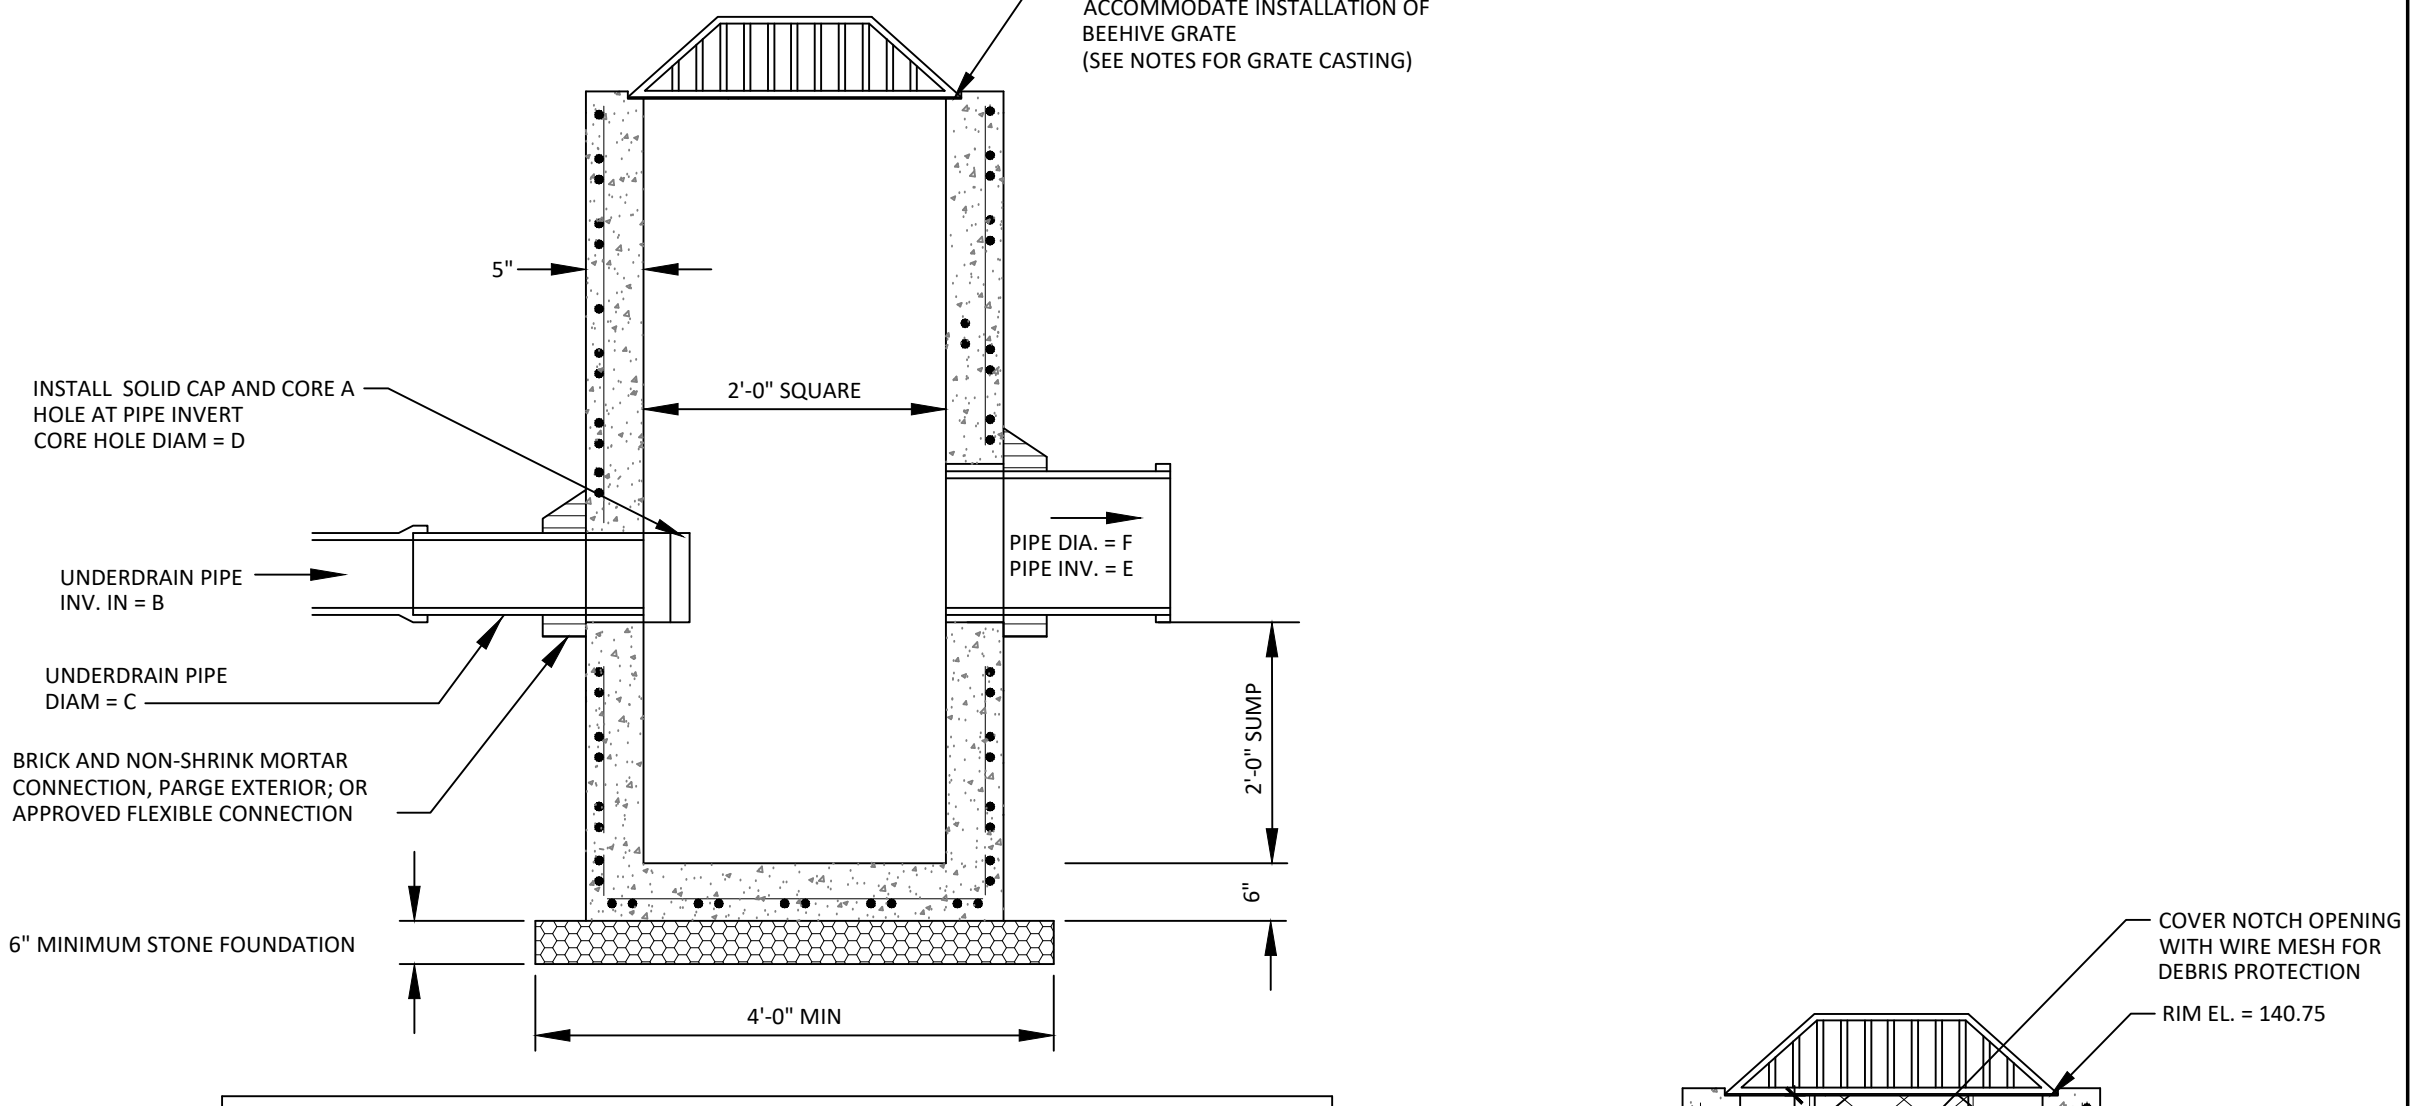 ACCOMMODATE INSTALLATION OF
BEEHIVE GRATE
(SEE NOTES FOR GRATE CASTING)
5"
INSTALL SOLID CAP AND CORE A
HOLE AT PIPE INVERT
CORE HOLE DIAM = D
2'-0" SQUARE
UNDERDRAIN PIPE
INV. IN = B
PIPE DIA. = F
PIPE INV. = E
UNDERDRAIN PIPE
DIAM = C
2'-0" SUMP
BRICK AND NON-SHRINK MORTAR
CONNECTION, PARGE EXTERIOR; OR
APPROVED FLEXIBLE CONNECTION
6"
6" MINIMUM STONE FOUNDATION
4'-0" MIN
COVER NOTCH OPENING
WITH WIRE MESH FOR
DEBRIS PROTECTION
RIM EL. = 140.75